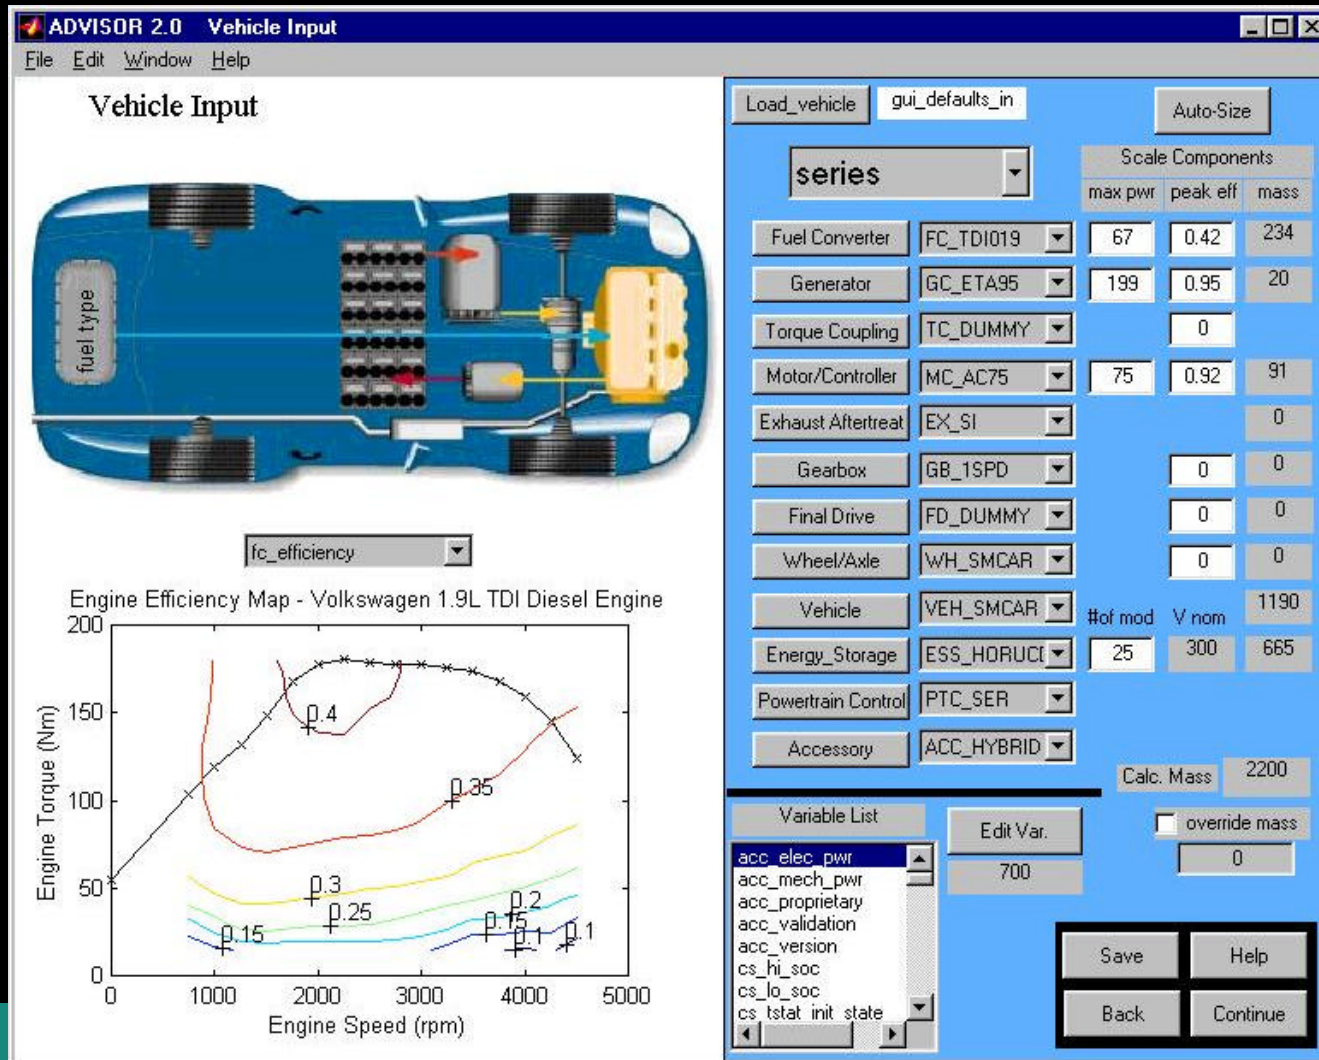 ADVISOR 2.0 Vehicle Input
File Edit Window Help
Vehicle Input
fuel type
fc_efficiency
Engine Efficiency Map - Volkswagen 1.9L TDI Diesel Engine
Engine Torque (Nm)
200
150
100
50
0
0.4
0.35
0.3
0.25
0.2
0.15
0.15
0.1
0.1
0 1000 2000 3000 4000 5000
Engine Speed (rpm)
Load_vehicle gui_defaults_in Auto-Size
series
Scale Components
max pwr peak eff mass
Fuel Converter FC_TDI019 67 0.42 234
Generator GC_ETA95 199 0.95 20
Torque Coupling TC_DUMMY 0
Motor/Controller MC_AC75 75 0.92 91
Exhaust Aftertreat EX_SI 0
Gearbox GB_1SPD 0 0
Final Drive FD_DUMMY 0 0
Wheel/Axle WH_SMCAR 0 0
Vehicle VEH_SMCAR 1190
#of mod V nom
Energy_Storage ESS_HORUC 25 300 665
Powertrain Control PTC_SER
Accessory ACC_HYBRID
Calc. Mass 2200
Variable List
Edit Var.
700
override mass
0
acc_elec_pwr
acc_mech_pwr
acc_proprietary
acc_validation
acc_version
cs_hi_soc
cs_lo_soc
cs_tstat_init_state
Save Help
Back Continue